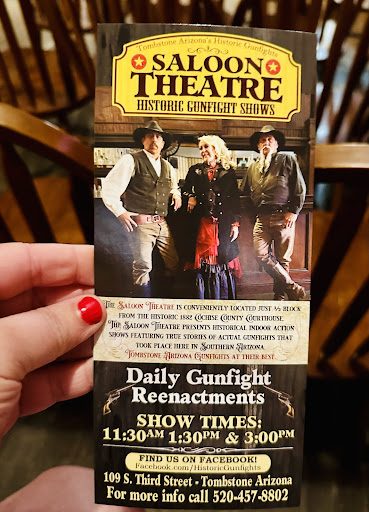 Tombstone Arizona's Historic Gunfights
SALOON
THEATRE
HISTORIC GUNFIGHT SHOWS
THE SALOON THEATRE IS CONVENIENTLY LOCATED JUST 1/2 BLOCK
FROM THE HISTORIC 1882 COCHISE COUNTY COURTHOUSE.
THE SALOON THEATRE PRESENTS HISTORICAL INDOOR ACTION
SHOWS FEATURING TRUE STORIES OF ACTUAL GUNFIGHTS THAT
TOOK PLACE HERE IN SOUTHERN ARIZONA.
TOMBSTONE ARIZONA GUNFIGHTS AT THEIR BEST.
Daily Gunfight
Reenactments
SHOW TIMES:
11:30AM 1:30PM & 3:00PM
FIND US ON FACEBOOK!
Facebook.com/HistoricGunfights
109 S. Third Street - Tombstone Arizona
For more info call 520-457-8802